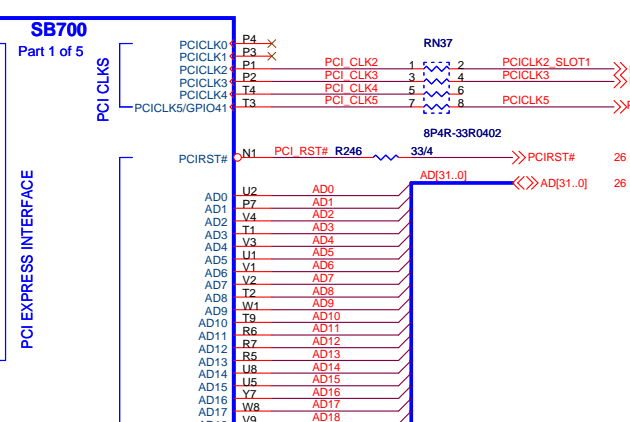 SB700
Part 1 of 5
RN37
PCI CLKS
PCICLK0 P4
PCICLK1 P3
PCICLK2 P1 PCI_CLK2 1 2 PCICLK2_SLOT1
PCICLK3 P2 PCI_CLK3 3 4 PCICLK3
PCICLK4 T4 PCI_CLK4 5 6
PCICLK5/GPIO41 T3 PCI_CLK5 7 8 PCICLK5
8P4R-33R0402
PCIRST# N1 PCI_RST# R246 33/4 PCIRST# 26
AD[31..0] AD[31..0] 26
PCI EXPRESS INTERFACE
AD0 U2 AD0
AD1 P7 AD1
AD2 V4 AD2
AD3 T1 AD3
AD4 V3 AD4
AD5 U1 AD5
AD6 V1 AD6
AD7 V2 AD7
AD8 T2 AD8
AD9 W1 AD9
AD10 T9 AD10
AD11 R6 AD11
AD12 R7 AD12
AD13 R5 AD13
AD14 U8 AD14
AD15 U5 AD15
AD16 Y7 AD16
AD17 W8 AD17
V9 AD18